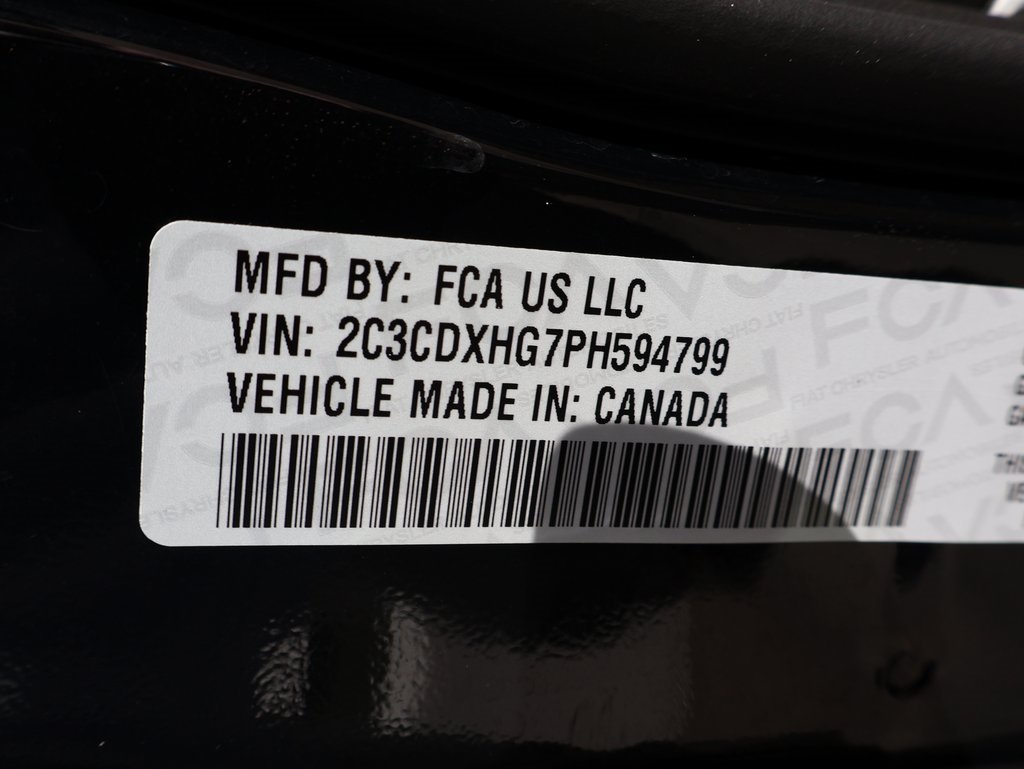 MFD BY: FCA US LLC
VIN: 2C3CDXHG7PH594799
VEHICLE MADE IN: CANADA